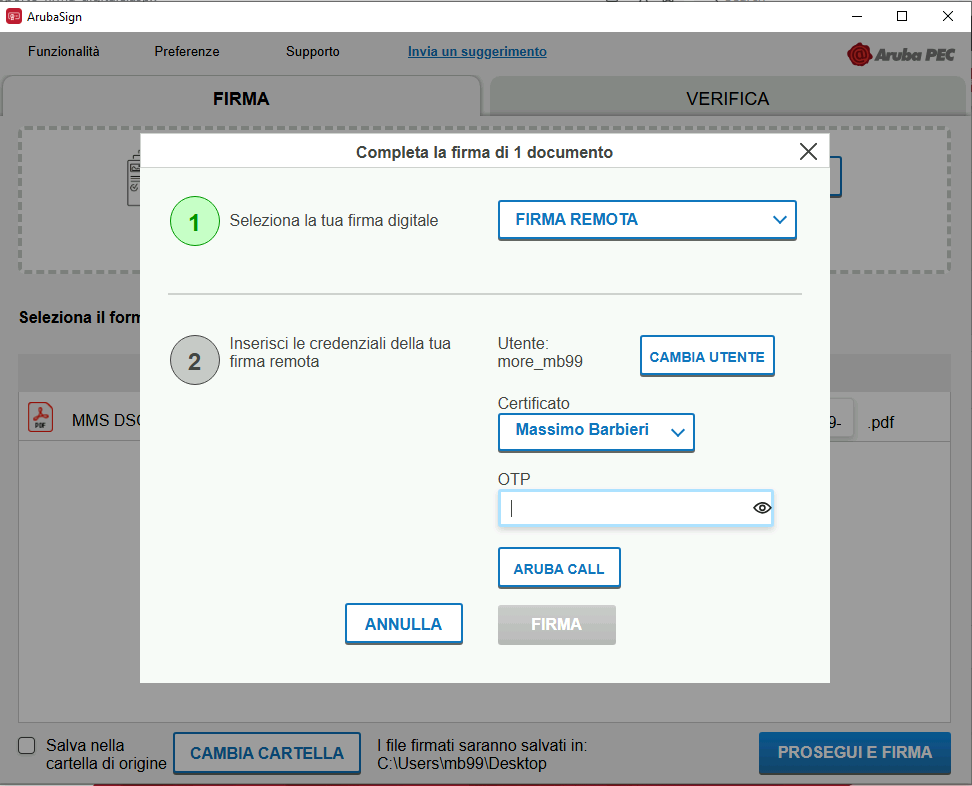 ArubaSign
Funzionalità Preferenze Supporto Invia un suggerimento Aruba PEC
FIRMA VERIFICA
Completa la firma di 1 documento
1 Seleziona la tua firma digitale FIRMA REMOTA
Seleziona il form
2 Inserisci le credenziali della tua
firma remota
Utente:
more_mb99
CAMBIA UTENTE
Certificato
Massimo Barbieri
PDF MMS DSC 9- .pdf
OTP
ARUBA CALL
ANNULLA FIRMA
Salva nella
cartella di origine
CAMBIA CARTELLA
I file firmati saranno salvati in:
C:\Users\mb99\Desktop
PROSEGUI E FIRMA